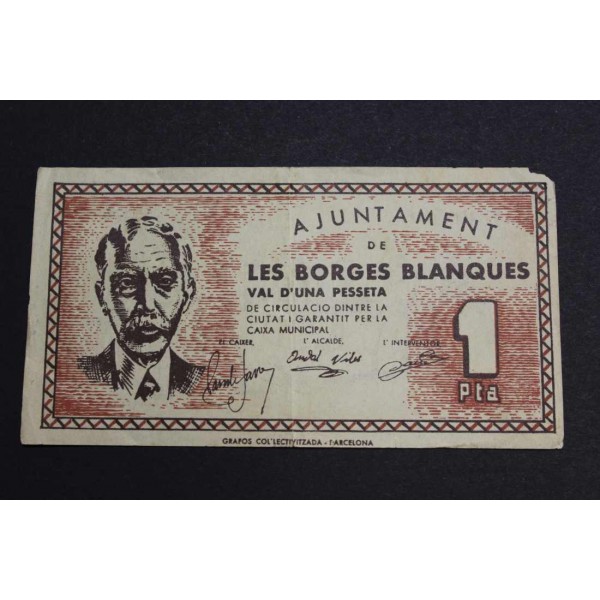 AJUNTAMENT
DE
LES BORGES BLANQUES
VAL D'UNA PESSETA
DE CIRCULACIO DINTRE LA
CIUTAT I GARANTIT PER LA
CAIXA MUNICIPAL
EL CAIXER, L' ALCALDE, L' INTERVENTOR
1
Pta
GRAFOS COL'LECTIVITZADA - BARCELONA